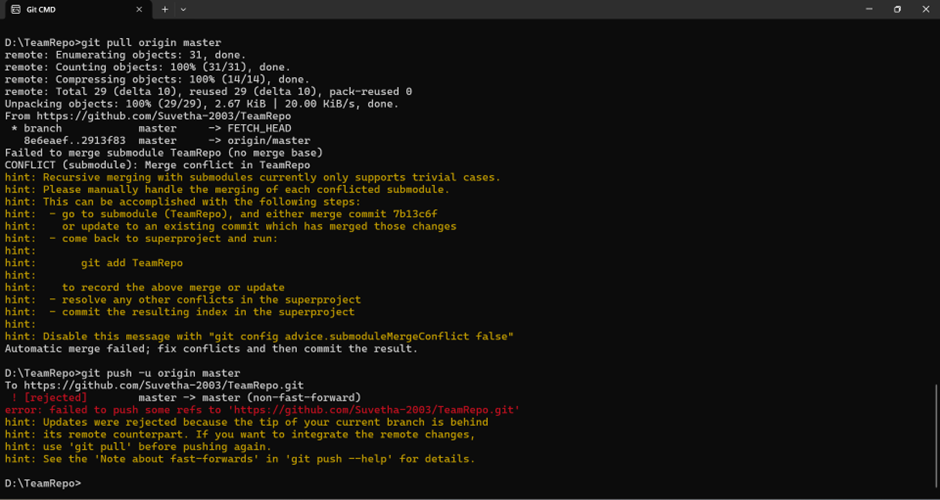 Git CMD
D:\TeamRepo>git pull origin master
remote: Enumerating objects: 31, done.
remote: Counting objects: 100% (31/31), done.
remote: Compressing objects: 100% (14/14), done.
remote: Total 29 (delta 10), reused 29 (delta 10), pack-reused 0
Unpacking objects: 100% (29/29), 2.67 KiB | 20.00 KiB/s, done.
From https://github.com/Suvetha-2003/TeamRepo
 * branch            master     -> FETCH_HEAD
   8e6eaef..2913f83  master     -> origin/master
Failed to merge submodule TeamRepo (no merge base)
CONFLICT (submodule): Merge conflict in TeamRepo
hint: Recursive merging with submodules currently only supports trivial cases.
hint: Please manually handle the merging of each conflicted submodule.
hint: This can be accomplished with the following steps:
hint:  - go to submodule (TeamRepo), and either merge commit 7b13c6f
hint:    or update to an existing commit which has merged those changes
hint:  - come back to superproject and run:
hint:
hint:       git add TeamRepo
hint:
hint:    to record the above merge or update
hint:  - resolve any other conflicts in the superproject
hint:  - commit the resulting index in the superproject
hint:
hint: Disable this message with "git config advice.submoduleMergeConflict false"
Automatic merge failed; fix conflicts and then commit the result.
D:\TeamRepo>git push -u origin master
To https://github.com/Suvetha-2003/TeamRepo.git
 ! [rejected]        master -> master (non-fast-forward)
error: failed to push some refs to 'https://github.com/Suvetha-2003/TeamRepo.git'
hint: Updates were rejected because the tip of your current branch is behind
hint: its remote counterpart. If you want to integrate the remote changes,
hint: use 'git pull' before pushing again.
hint: See the 'Note about fast-forwards' in 'git push --help' for details.
D:\TeamRepo>